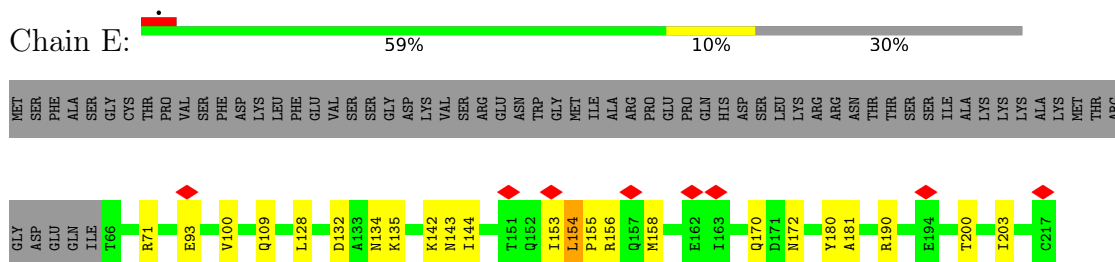 Chain E:
59% 10% 30%
MET SER PHE ALA SER GLY CYS THR PRO VAL SER PHE ASP LYS LEU PHE GLU VAL SER SER GLY ASP LYS VAL SER ARG GLU ASN TRP GLY MET ILE ALA ARG PRO GLU PRO GLN HIS ASP SER LEU LYS ARG ARG ASN THR THR SER SER ILE ALA LYS LYS LYS ALA LYS MET THR
GLY ASP GLU GLN ILE T66 R71 E93 V100 Q109 L128 D132 A133 N134 K135 K142 N143 I144 T151 Q152 I153 L154 P155 R156 Q157 M158 E162 I163 Q170 D171 N172 Y180 A181 R190 E194 T200 I203 C217